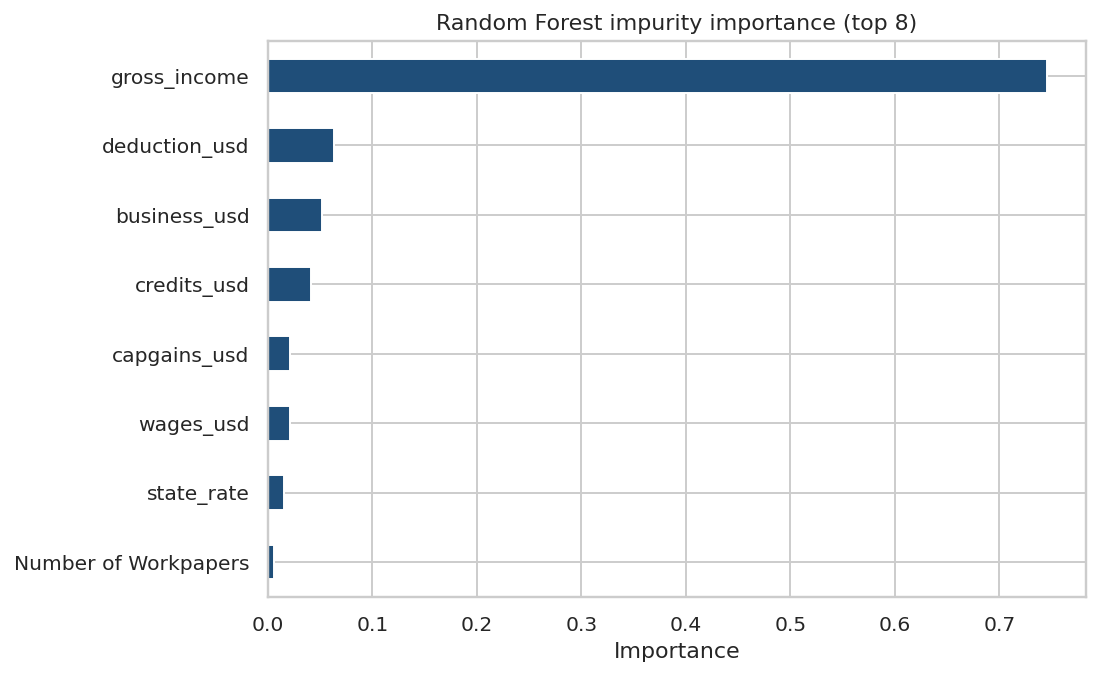 Random Forest impurity importance (top 8)
gross_income
deduction_usd
business_usd
credits_usd
capgains_usd
wages_usd
state_rate
Number of Workpapers
0.0 0.1 0.2 0.3 0.4 0.5 0.6 0.7
Importance